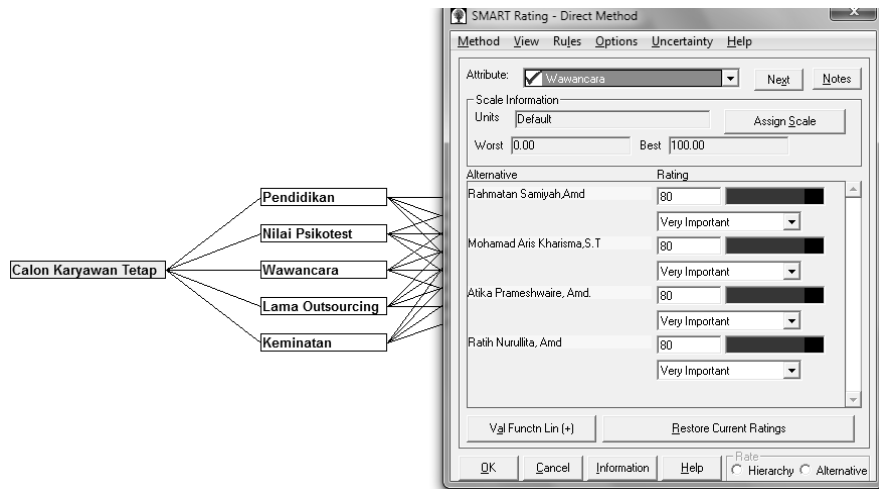 SMART Rating - Direct Method
Method View Rules Options Uncertainty Help
Attribute: Wawancara Next Notes
Scale Information
Units Default Assign Scale
Worst 0.00 Best 100.00
Alternative Rating
Rahmatan Samiyah,Amd 80
Very Important
Mohamad Aris Kharisma,S.T 80
Very Important
Atika Prameshwaire, Amd. 80
Very Important
Ratih Nurullita, Amd 80
Very Important
Val Functn Lin (+) Restore Current Ratings
Rate
OK Cancel Information Help Hierarchy Alternative
Calon Karyawan Tetap
Pendidikan
Nilai Psikotest
Wawancara
Lama Outsourcing
Keminatan